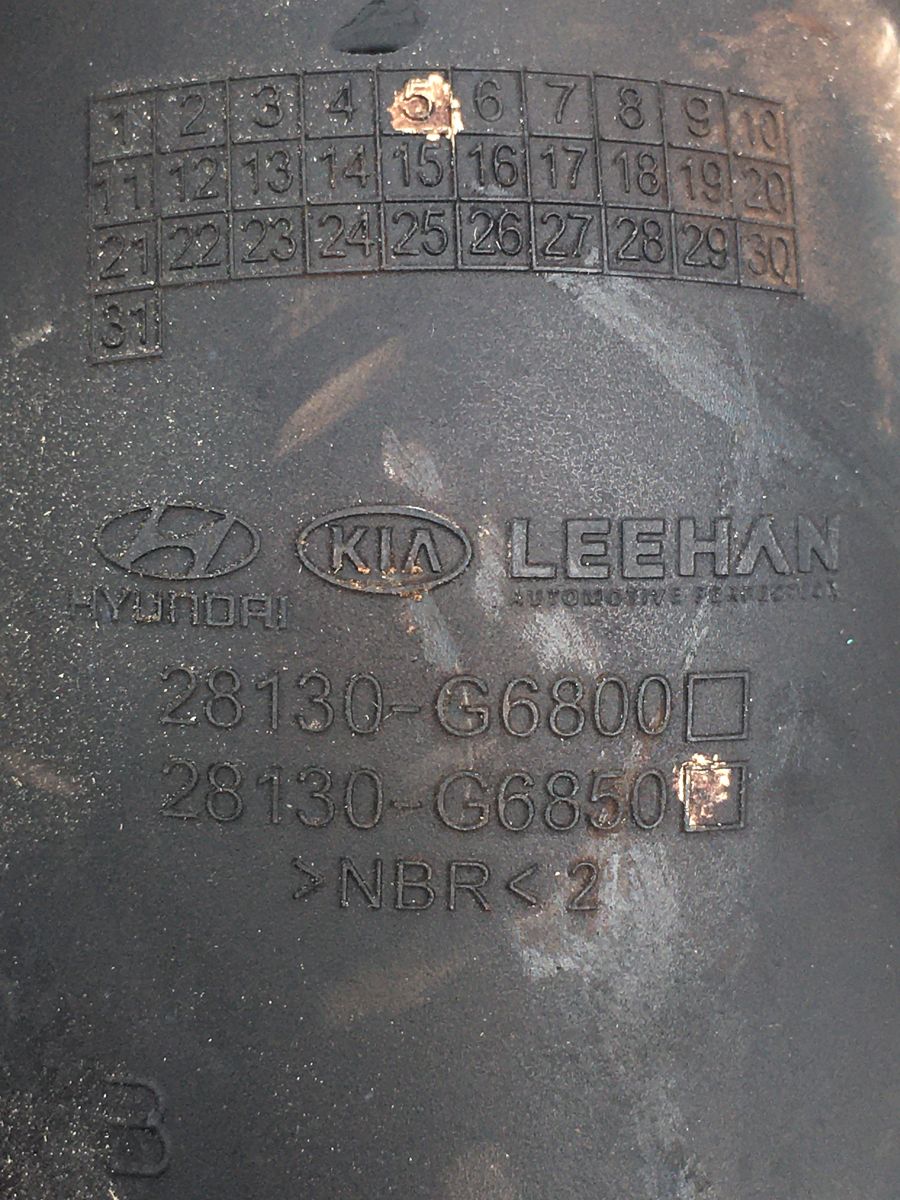 1 2 3 4 5 6 7 8 9 10
11 12 13 14 15 16 17 18 19 20
21 22 23 24 25 26 27 28 29 30
31
HYUNDAI KIA LEEHAN
AUTOMOTIVE PERFECTION
28130-G6800
28130-G6850
>NBR< 2
B